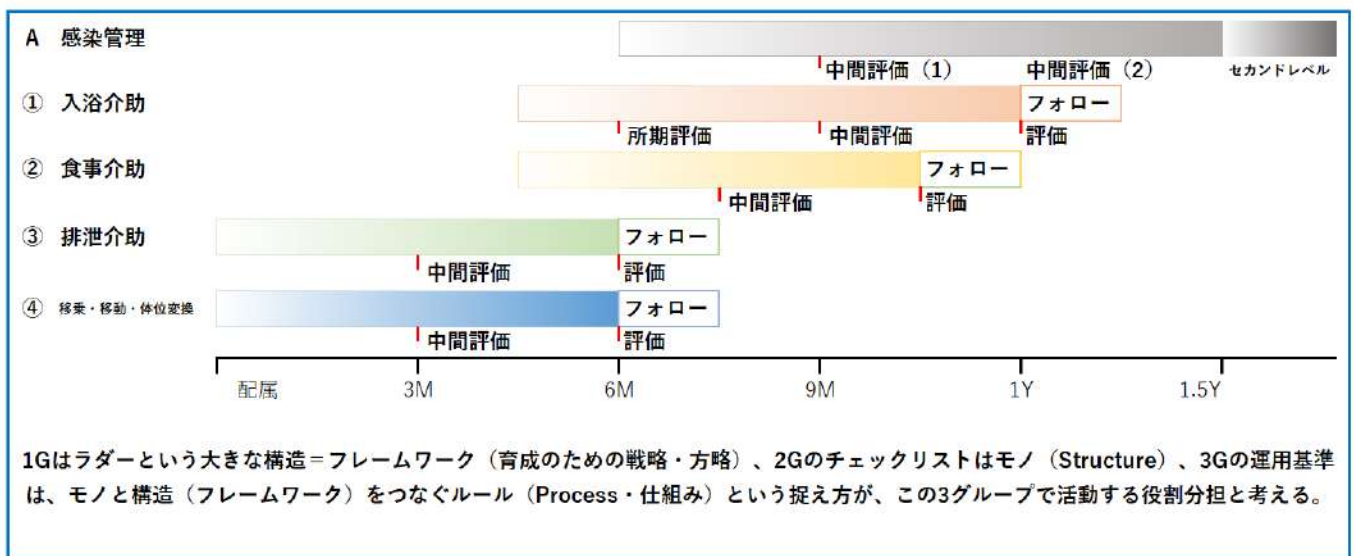 A 感染管理
中間評価（1） 中間評価（2） セカンドレベル
① 入浴介助 フォロー
所期評価 中間評価 評価
② 食事介助 フォロー
中間評価 評価
③ 排泄介助 フォロー
中間評価 評価
④ 移乗・移動・体位変換 フォロー
中間評価 評価
配属 3M 6M 9M 1Y 1.5Y
1Gはラダーという大きな構造＝フレームワーク（育成のための戦略・方略）、2Gのチェックリストはモノ（Structure）、3Gの運用基準
は、モノと構造（フレームワーク）をつなぐルール（Process・仕組み）という捉え方が、この3グループで活動する役割分担と考える。